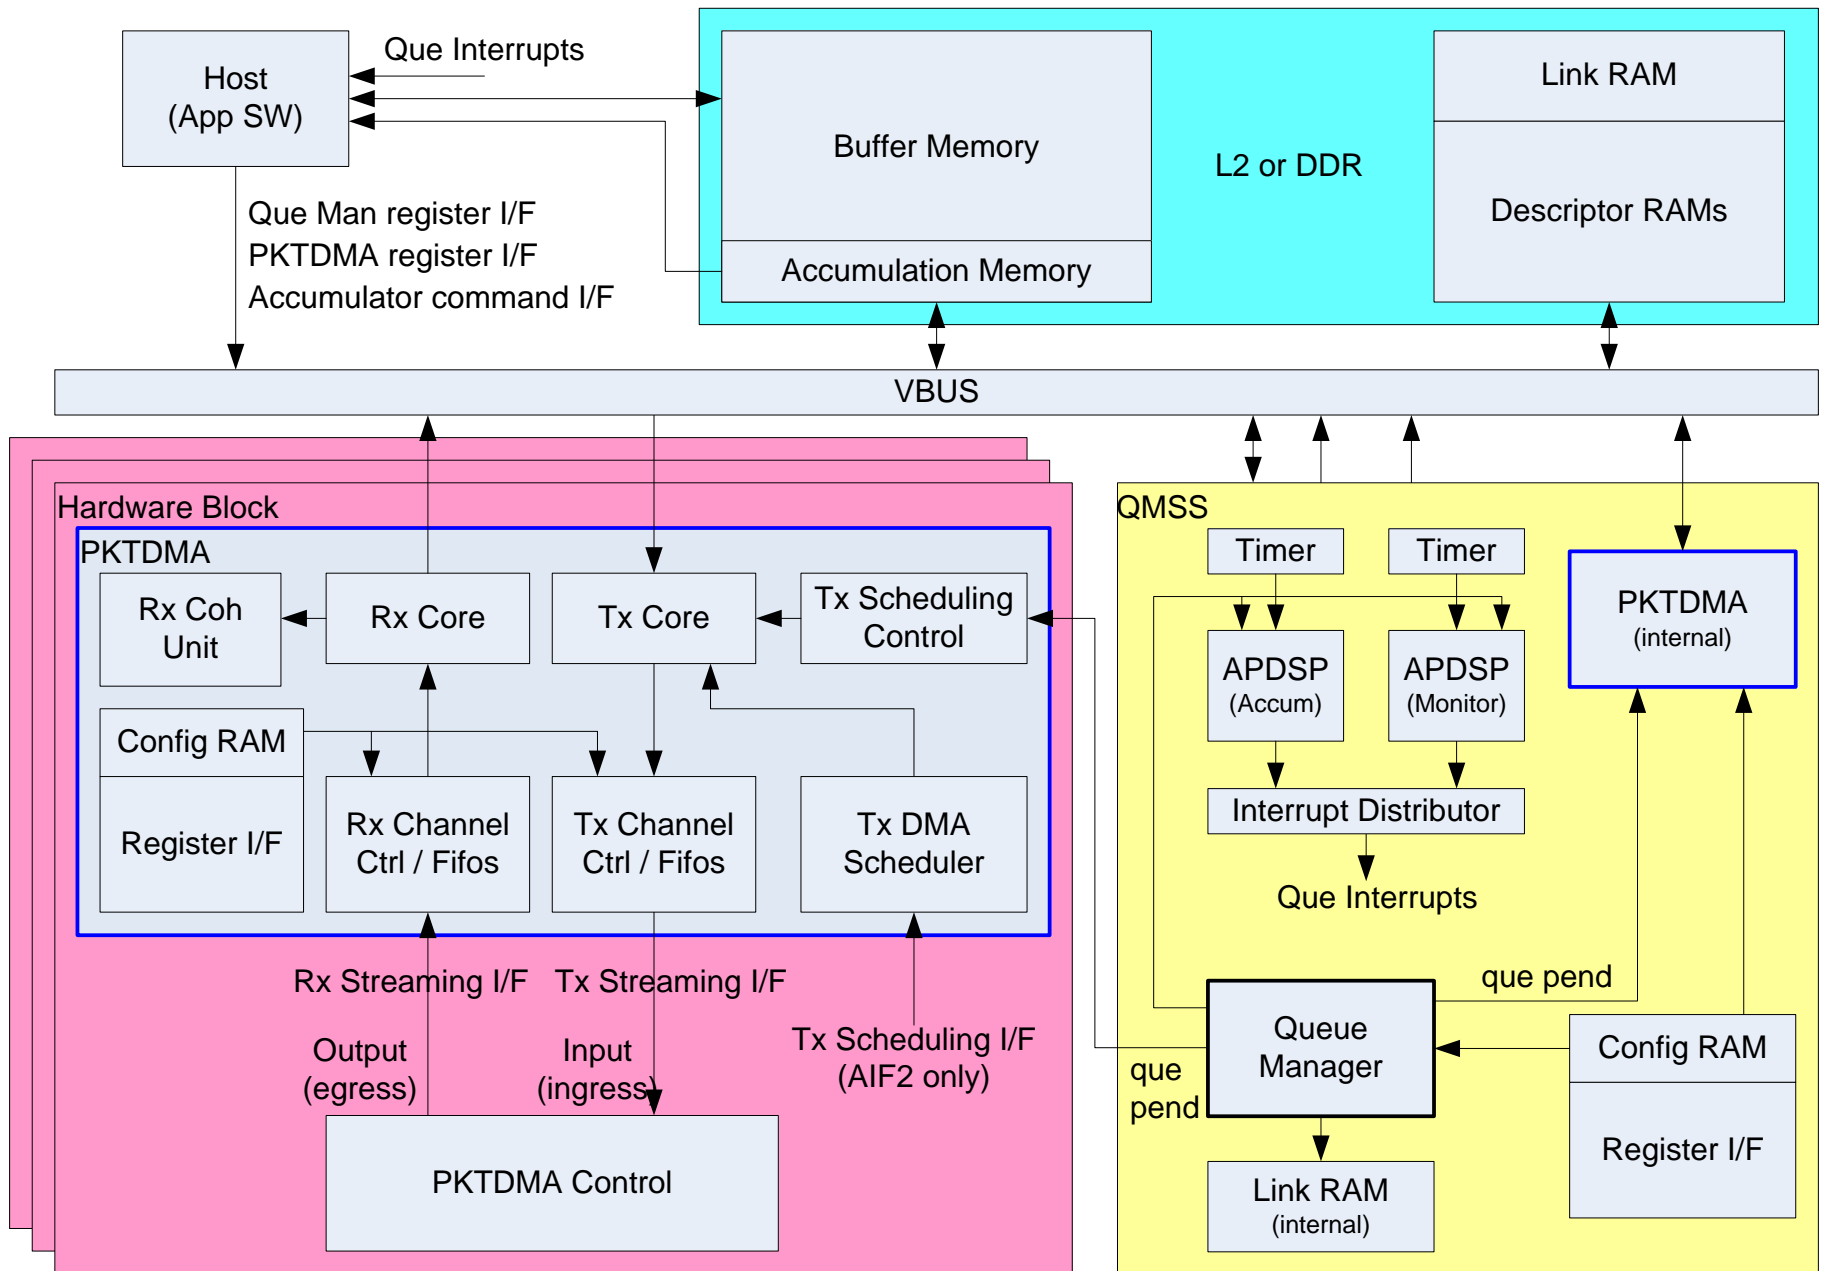 Que Interrupts
Host
(App SW)
Link RAM
Buffer Memory
L2 or DDR
Descriptor RAMs
Que Man register I/F
PKTDMA register I/F
Accumulator command I/F
Accumulation Memory
VBUS
Hardware Block
PKTDMA
Rx Coh
Unit
Rx Core
Tx Core
Tx Scheduling
Control
Config RAM
Register I/F
Rx Channel
Ctrl / Fifos
Tx Channel
Ctrl / Fifos
Tx DMA
Scheduler
Rx Streaming I/F
Tx Streaming I/F
Output
(egress)
Input
(ingress)
Tx Scheduling I/F
(AIF2 only)
PKTDMA Control
QMSS
Timer
Timer
PKTDMA
(internal)
APDSP
(Accum)
APDSP
(Monitor)
Interrupt Distributor
Que Interrupts
que pend
Queue
Manager
que
pend
Config RAM
Register I/F
Link RAM
(internal)